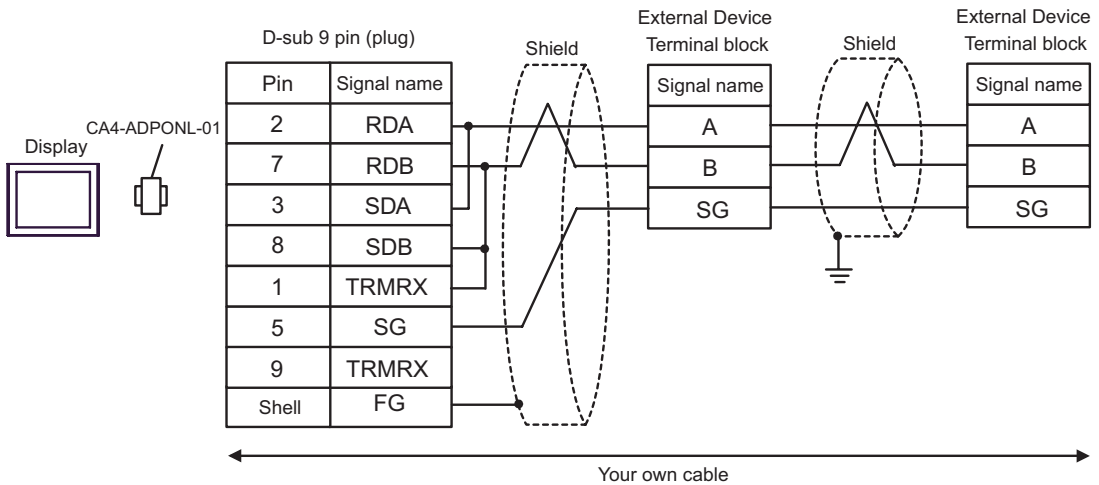 External Device
Terminal block
External Device
Terminal block
D-sub 9 pin (plug)
Shield
Shield
Pin Signal name
Signal name
Signal name
CA4-ADPONL-01
Display
2 RDA
A
A
7 RDB
B
B
3 SDA
SG
SG
8 SDB
1 TRMRX
5 SG
9 TRMRX
Shell FG
Your own cable